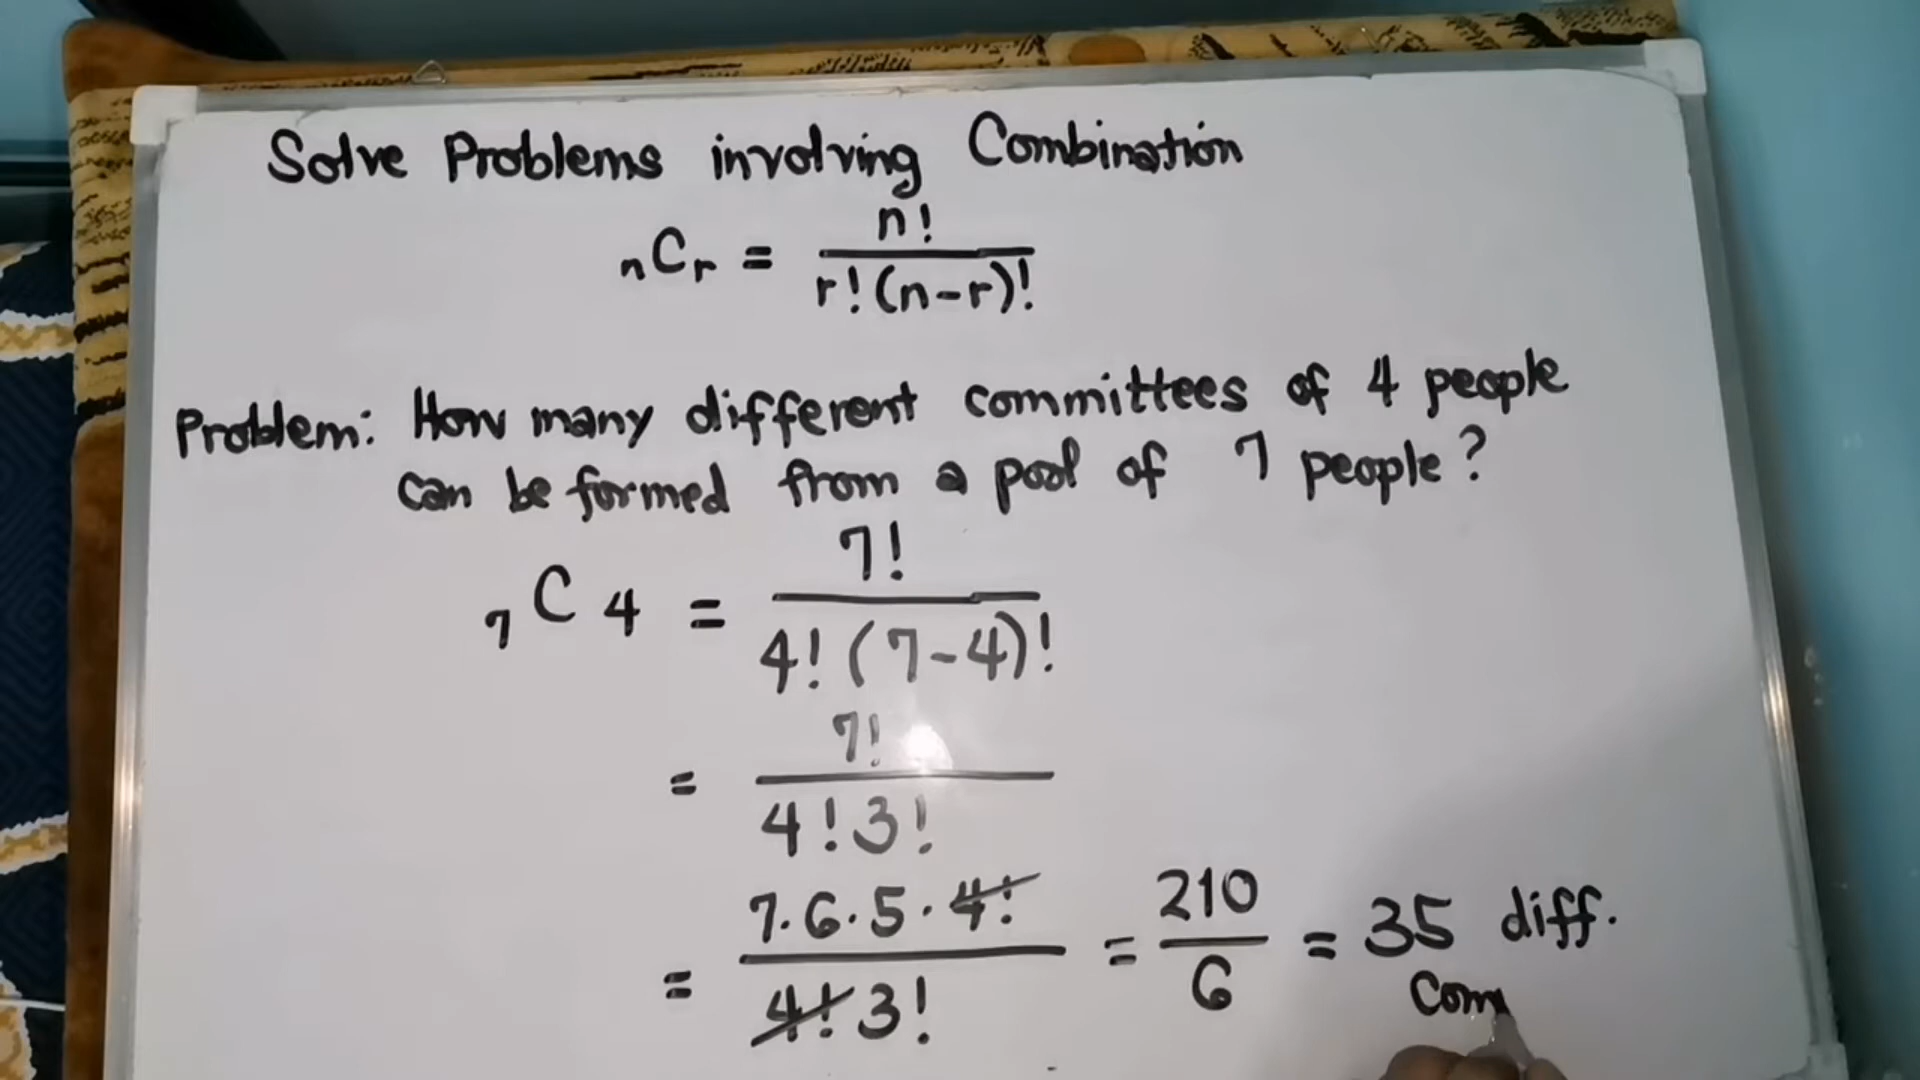 Solve Problems involving Combination
nCr = n! / r!(n-r)!
Problem: How many different committees of 4 people
can be formed from a pool of 7 people?
7C4 = 7! / 4!(7-4)!
= 7! / 4!3!
= 7·6·5·4! / 4!3! = 210 / 6 = 35 diff.
Com